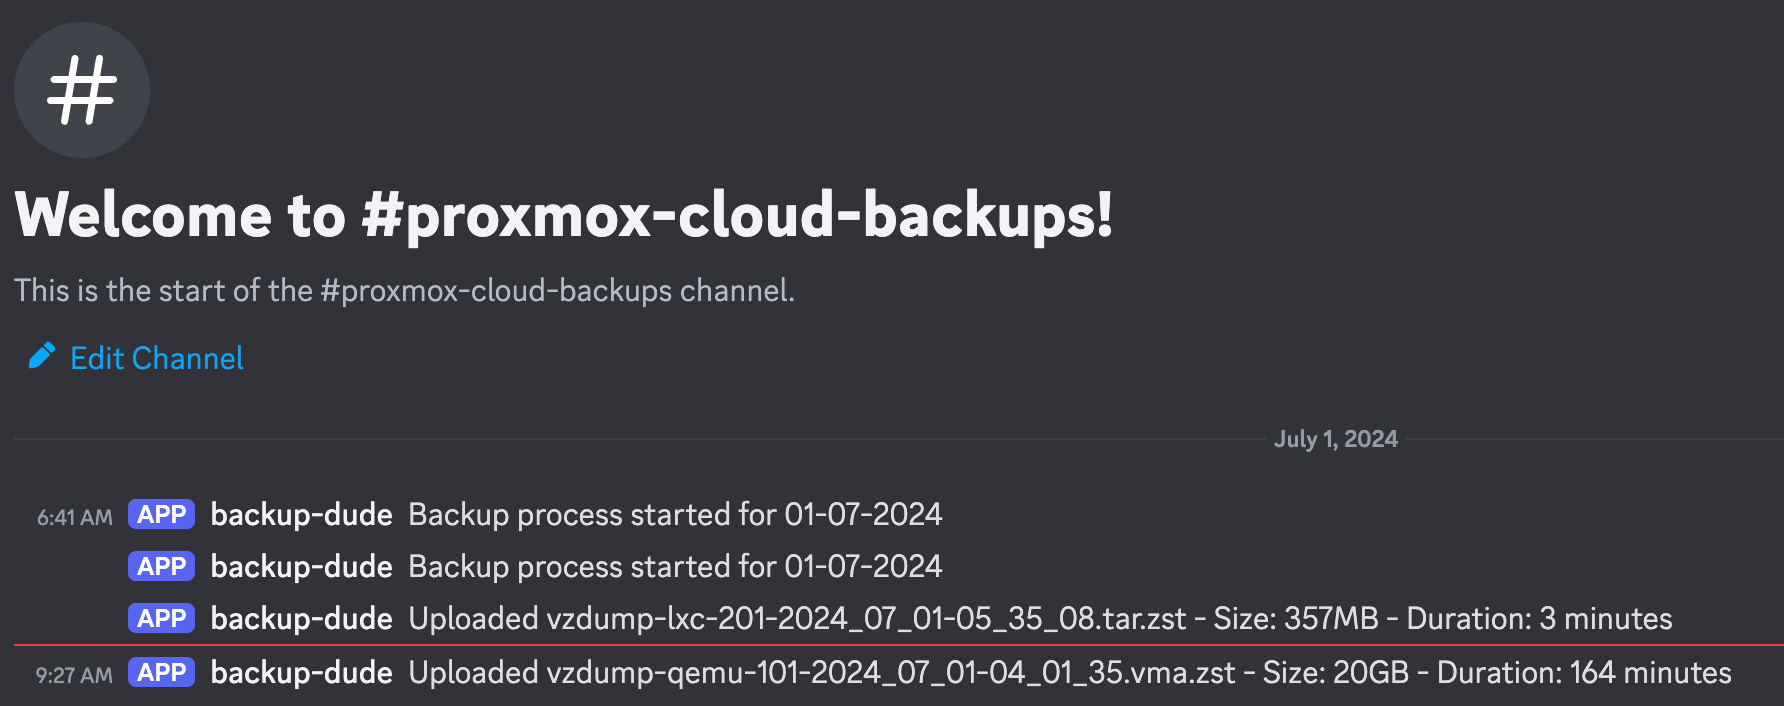 #
Welcome to #proxmox-cloud-backups!
This is the start of the #proxmox-cloud-backups channel.
Edit Channel
July 1, 2024
6:41 AM APP backup-dude Backup process started for 01-07-2024
APP backup-dude Backup process started for 01-07-2024
APP backup-dude Uploaded vzdump-lxc-201-2024_07_01-05_35_08.tar.zst - Size: 357MB - Duration: 3 minutes
9:27 AM APP backup-dude Uploaded vzdump-qemu-101-2024_07_01-04_01_35.vma.zst - Size: 20GB - Duration: 164 minutes